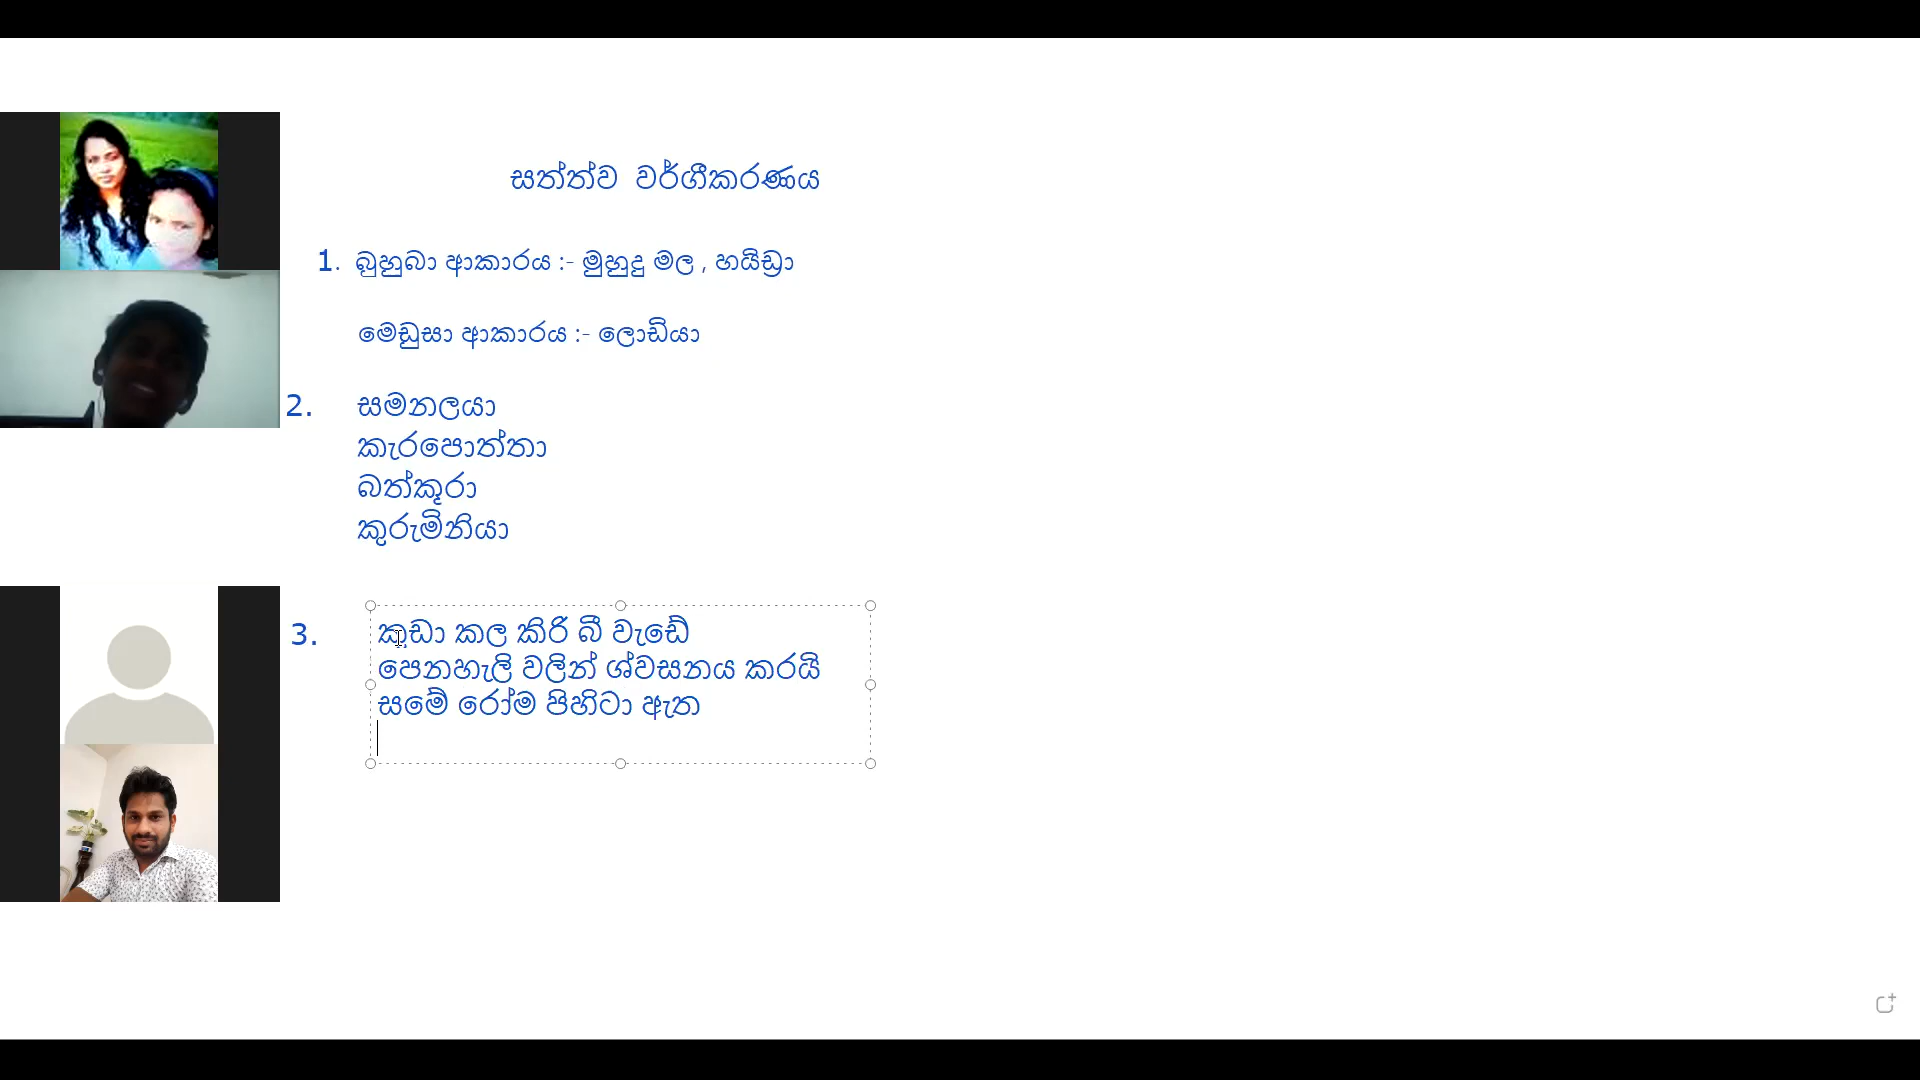 සත්ත්ව වර්ගීකරණය
1. බුහුබා ආකාරය :- මුහුදු මල , හයිඩ්‍රා
මෙඩුසා ආකාරය :- ලොඩියා
2. සමනලයා
කැරපොත්තා
බත්කූරා
කුරුමිනියා
3. කුඩා කල කිරි බී වැඩේ
පෙනහැලි වලින් ශ්වසනය කරයි
සමේ රෝම පිහිටා ඇත